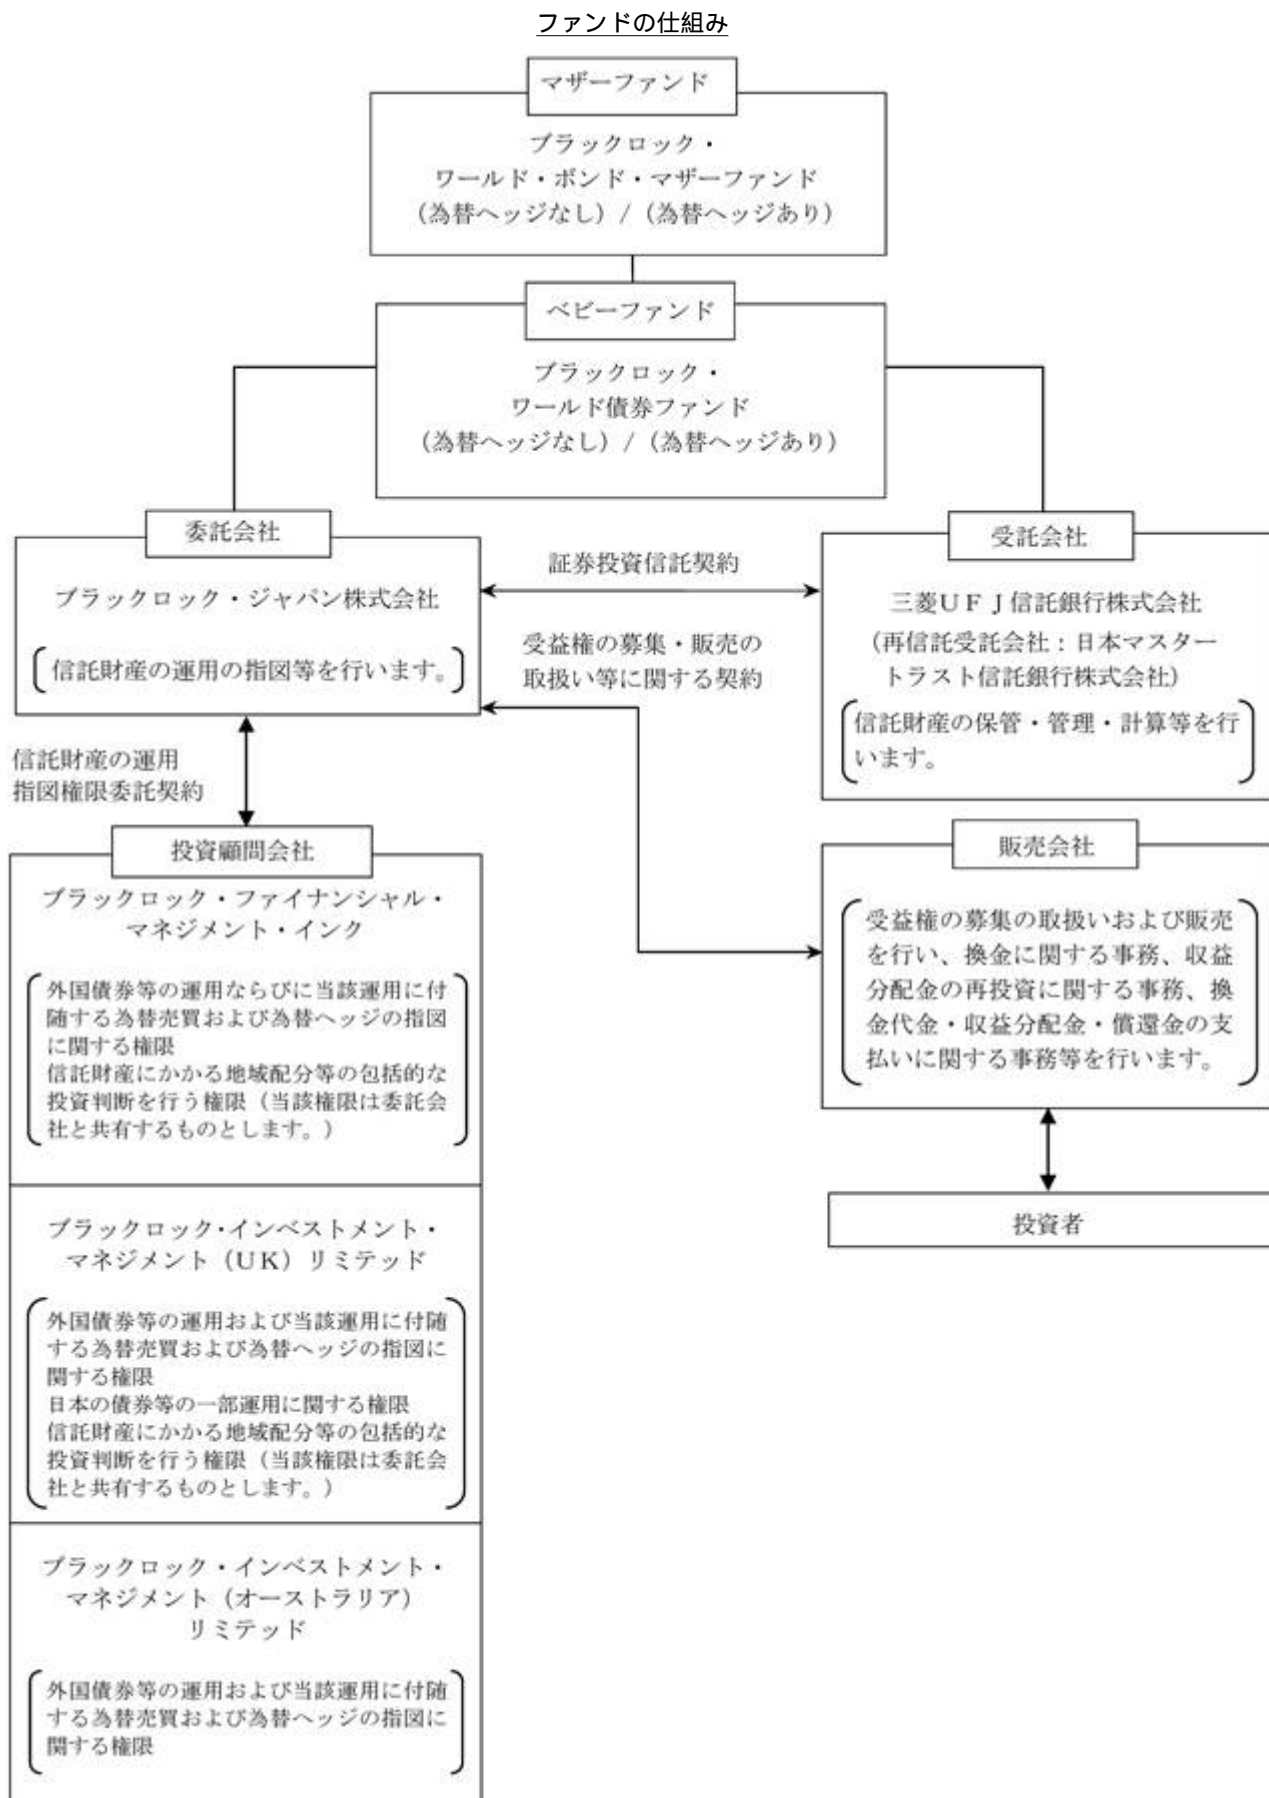 ファンドの仕組み
マザーファンド
ブラックロック・
ワールド・ボンド・マザーファンド
（為替ヘッジなし）/（為替ヘッジあり）
ベビーファンド
ブラックロック・
ワールド債券ファンド
（為替ヘッジなし）/（為替ヘッジあり）
委託会社
ブラックロック・ジャパン株式会社
信託財産の運用の指図等を行います。
証券投資信託契約
受益権の募集・販売の
取扱い等に関する契約
受託会社
三菱ＵＦＪ信託銀行株式会社
（再信託受託会社：日本マスター
トラスト信託銀行株式会社）
信託財産の保管・管理・計算等を行
います。
信託財産の運用
指図権限委託契約
投資顧問会社
ブラックロック・ファイナンシャル・
マネジメント・インク
外国債券等の運用ならびに当該運用に付
随する為替売買および為替ヘッジの指図
に関する権限
信託財産にかかる地域配分等の包括的な
投資判断を行う権限（当該権限は委託会
社と共有するものとします。）
ブラックロック・インベストメント・
マネジメント（ＵＫ）リミテッド
外国債券等の運用および当該運用に付随
する為替売買および為替ヘッジの指図に
関する権限
日本の債券等の一部運用に関する権限
信託財産にかかる地域配分等の包括的な
投資判断を行う権限（当該権限は委託会
社と共有するものとします。）
ブラックロック・インベストメント・
マネジメント（オーストラリア）
リミテッド
外国債券等の運用および当該運用に付随
する為替売買および為替ヘッジの指図に
関する権限
販売会社
受益権の募集の取扱いおよび販売
を行い、換金に関する事務、収益
分配金の再投資に関する事務、換
金代金・収益分配金・償還金の支
払いに関する事務等を行います。
投資者